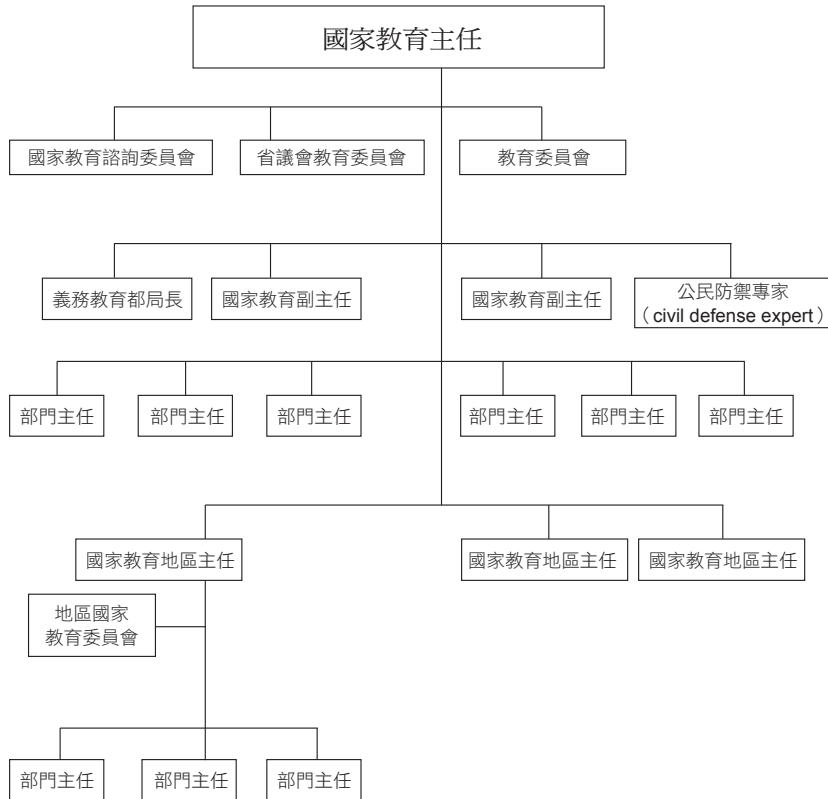 國家教育主任
國家教育諮詢委員會
省議會教育委員會
教育委員會
義務教育都局長
國家教育副主任
國家教育副主任
公民防禦專家
（civil defense expert）
部門主任
部門主任
部門主任
部門主任
部門主任
部門主任
國家教育地區主任
國家教育地區主任
國家教育地區主任
地區國家
教育委員會
部門主任
部門主任
部門主任